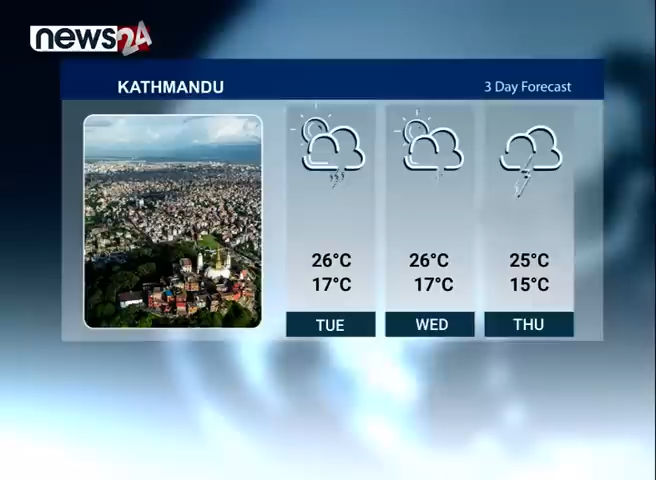 news24
KATHMANDU
3 Day Forecast
26°C
17°C
TUE
26°C
17°C
WED
25°C
15°C
THU